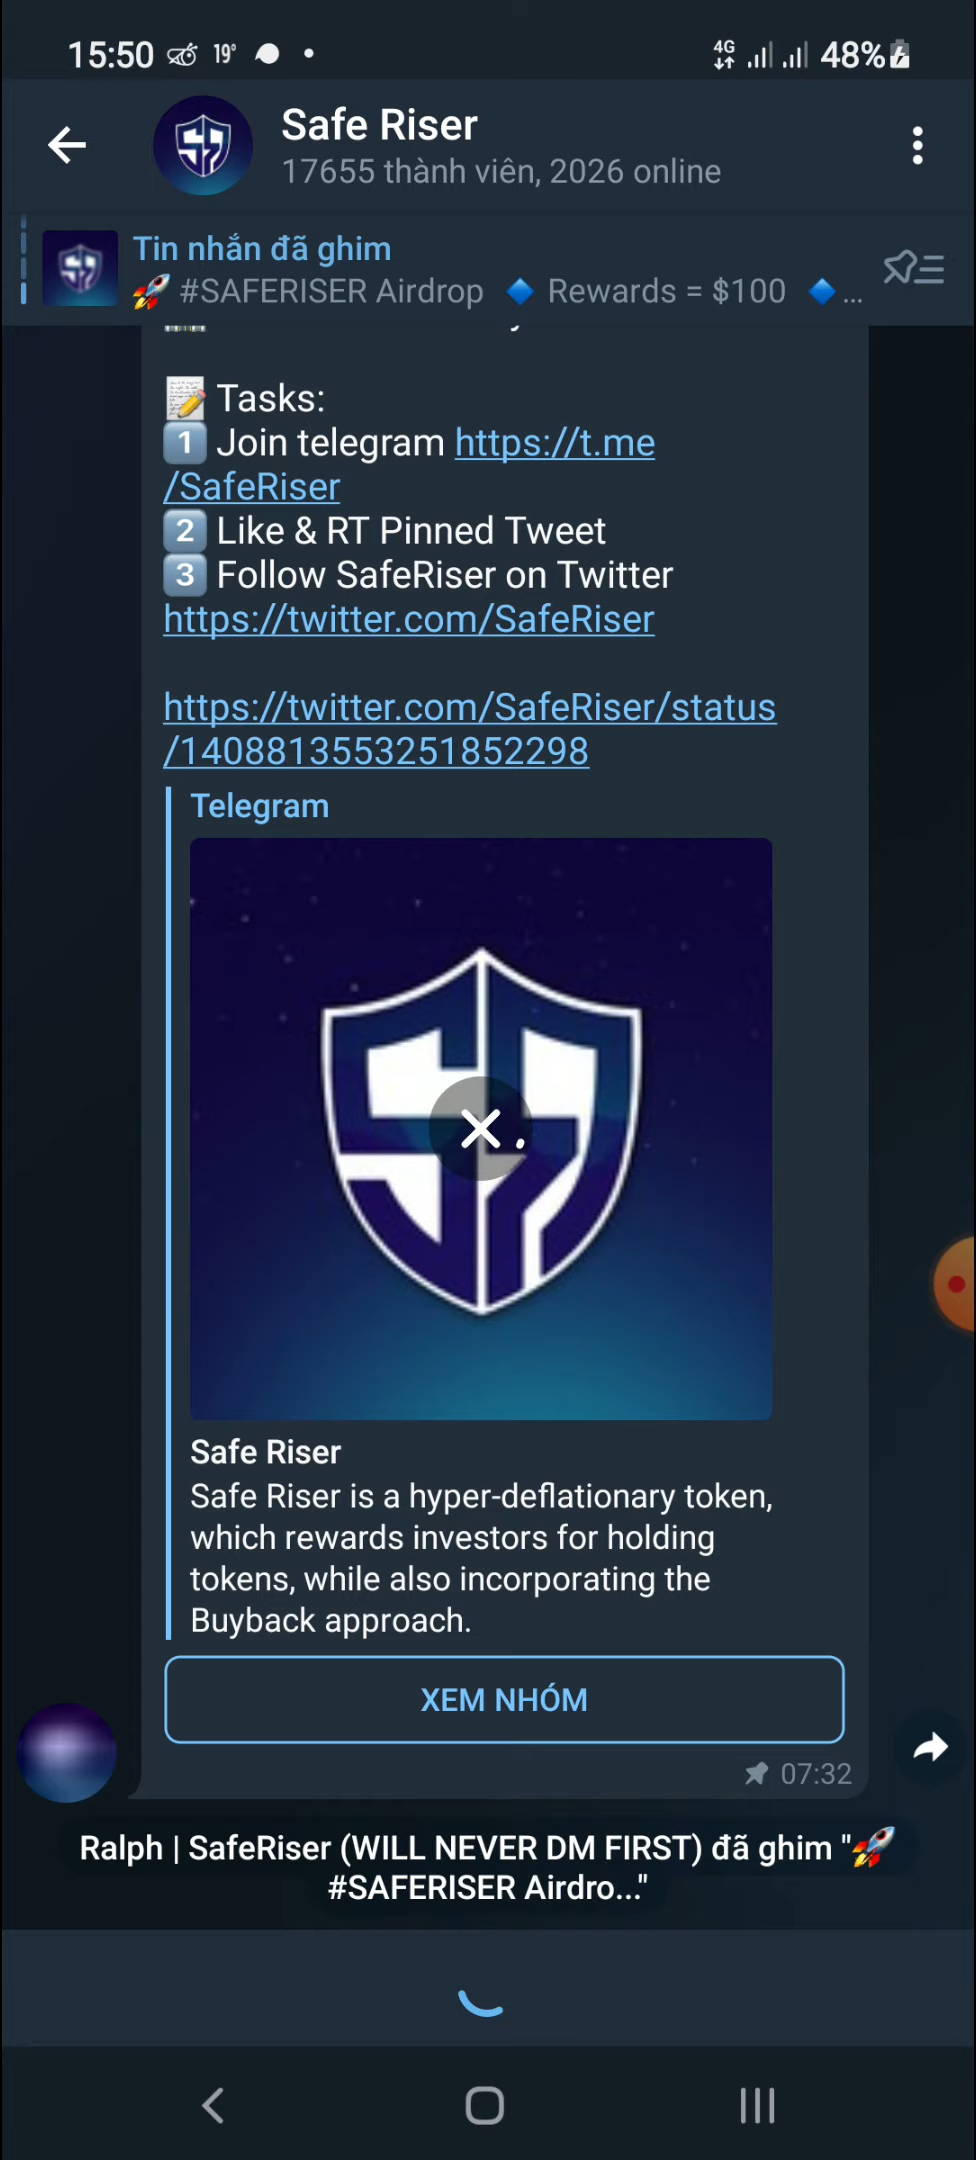 15:50 19° 4G 48%
Safe Riser
17655 thành viên, 2026 online
Tin nhắn đã ghim
🚀 #SAFERISER Airdrop 🔹 Rewards = $100 🔹...
📝 Tasks:
1️⃣ Join telegram https://t.me
/SafeRiser
2️⃣ Like & RT Pinned Tweet
3️⃣ Follow SafeRiser on Twitter
https://twitter.com/SafeRiser
https://twitter.com/SafeRiser/status
/1408813553251852298
Telegram
Safe Riser
Safe Riser is a hyper-deflationary token,
which rewards investors for holding
tokens, while also incorporating the
Buyback approach.
XEM NHÓM
07:32
Ralph | SafeRiser (WILL NEVER DM FIRST) đã ghim "🚀
#SAFERISER Airdro..."